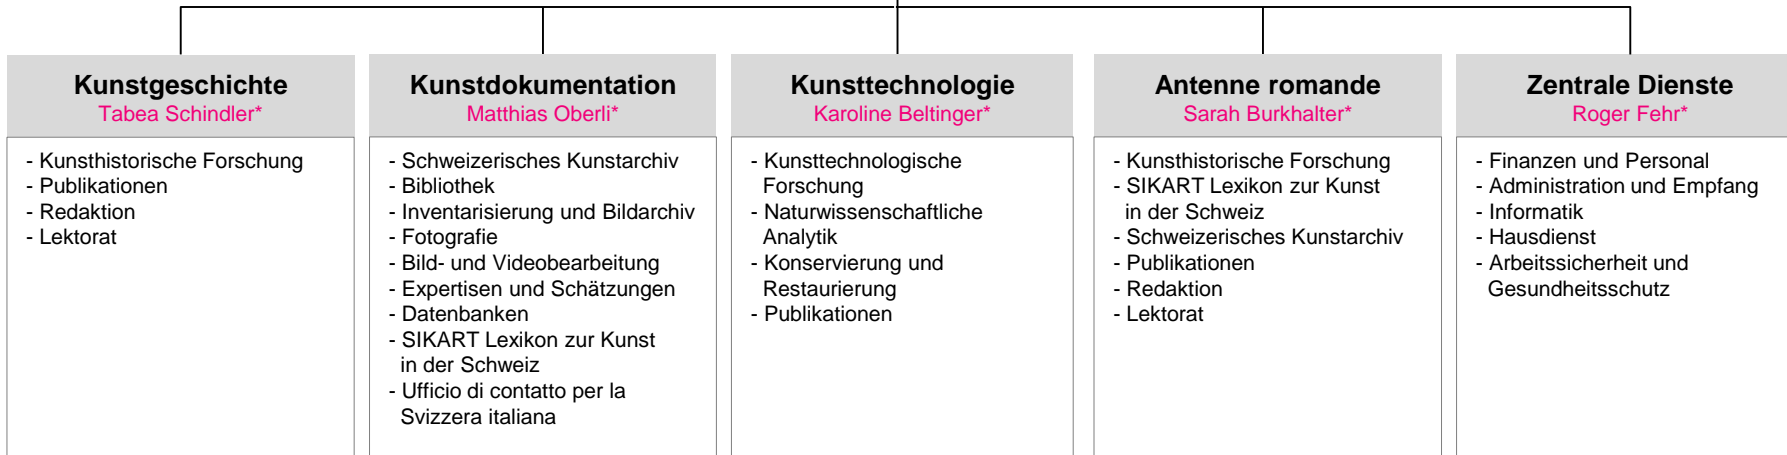 Kunstgeschichte
Tabea Schindler*
- Kunsthistorische Forschung
- Publikationen
- Redaktion
- Lektorat
Kunstdokumentation
Matthias Oberli*
- Schweizerisches Kunstarchiv
- Bibliothek
- Inventarisierung und Bildarchiv
- Fotografie
- Bild- und Videobearbeitung
- Expertisen und Schätzungen
- Datenbanken
- SIKART Lexikon zur Kunst
in der Schweiz
- Ufficio di contatto per la
Svizzera italiana
Kunsttechnologie
Karoline Beltinger*
- Kunsttechnologische
Forschung
- Naturwissenschaftliche
Analytik
- Konservierung und
Restaurierung
- Publikationen
Antenne romande
Sarah Burkhalter*
- Kunsthistorische Forschung
- SIKART Lexikon zur Kunst
in der Schweiz
- Schweizerisches Kunstarchiv
- Publikationen
- Redaktion
- Lektorat
Zentrale Dienste
Roger Fehr*
- Finanzen und Personal
- Administration und Empfang
- Informatik
- Hausdienst
- Arbeitssicherheit und
Gesundheitsschutz